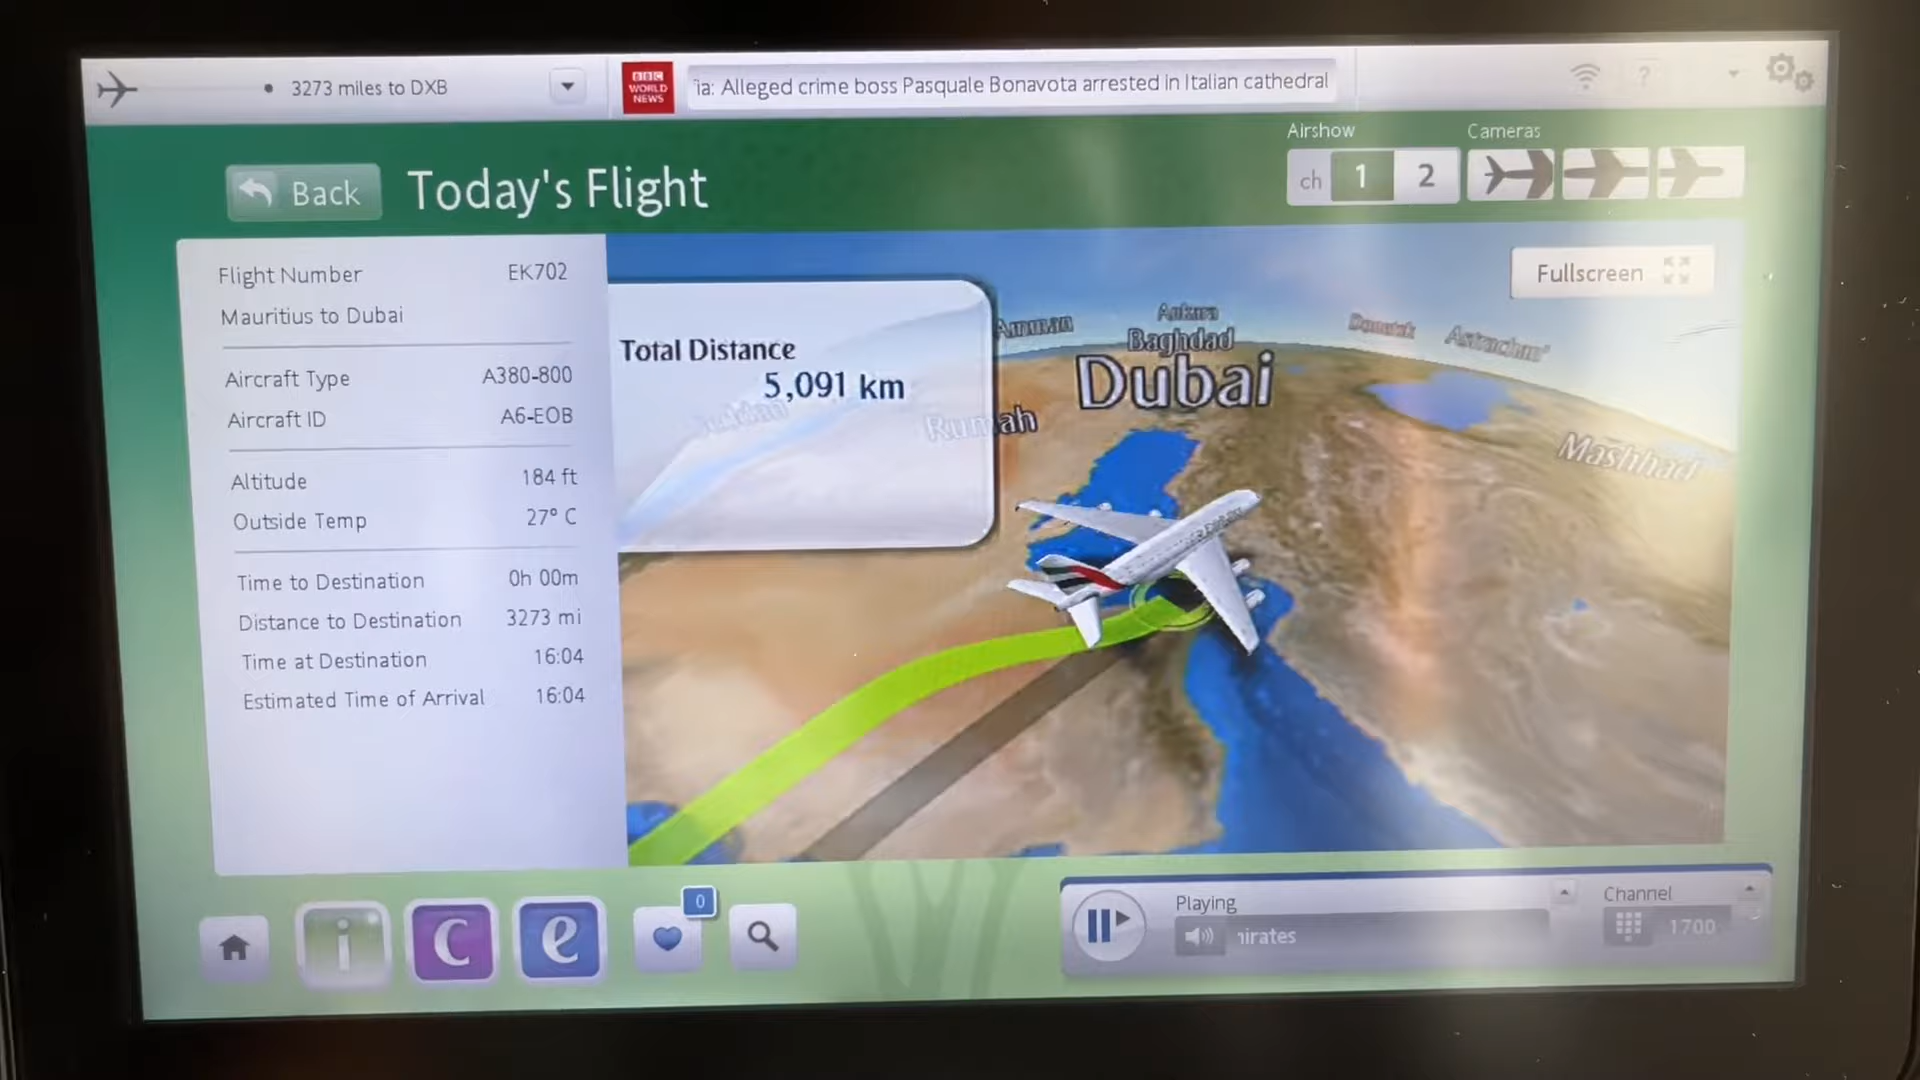 3273 miles to DXB
BBC
WORLD
NEWS
ia: Alleged crime boss Pasquale Bonavota arrested in Italian cathedral
?
Back
Today's Flight
Airshow
ch 1 2
Cameras
Flight Number EK702
Mauritius to Dubai
Aircraft Type A380-800
Aircraft ID A6-EOB
Altitude 184 ft
Outside Temp 27° C
Time to Destination 0h 00m
Distance to Destination 3273 mi
Time at Destination 16:04
Estimated Time of Arrival 16:04
Total Distance
5,091 km
Fullscreen
Amman
Ankara
Baghdad
Dubai
Donetsk
Astrachan'
Rumah
Mashhad
i
c
e
0
Playing
nirates
Channel
1700